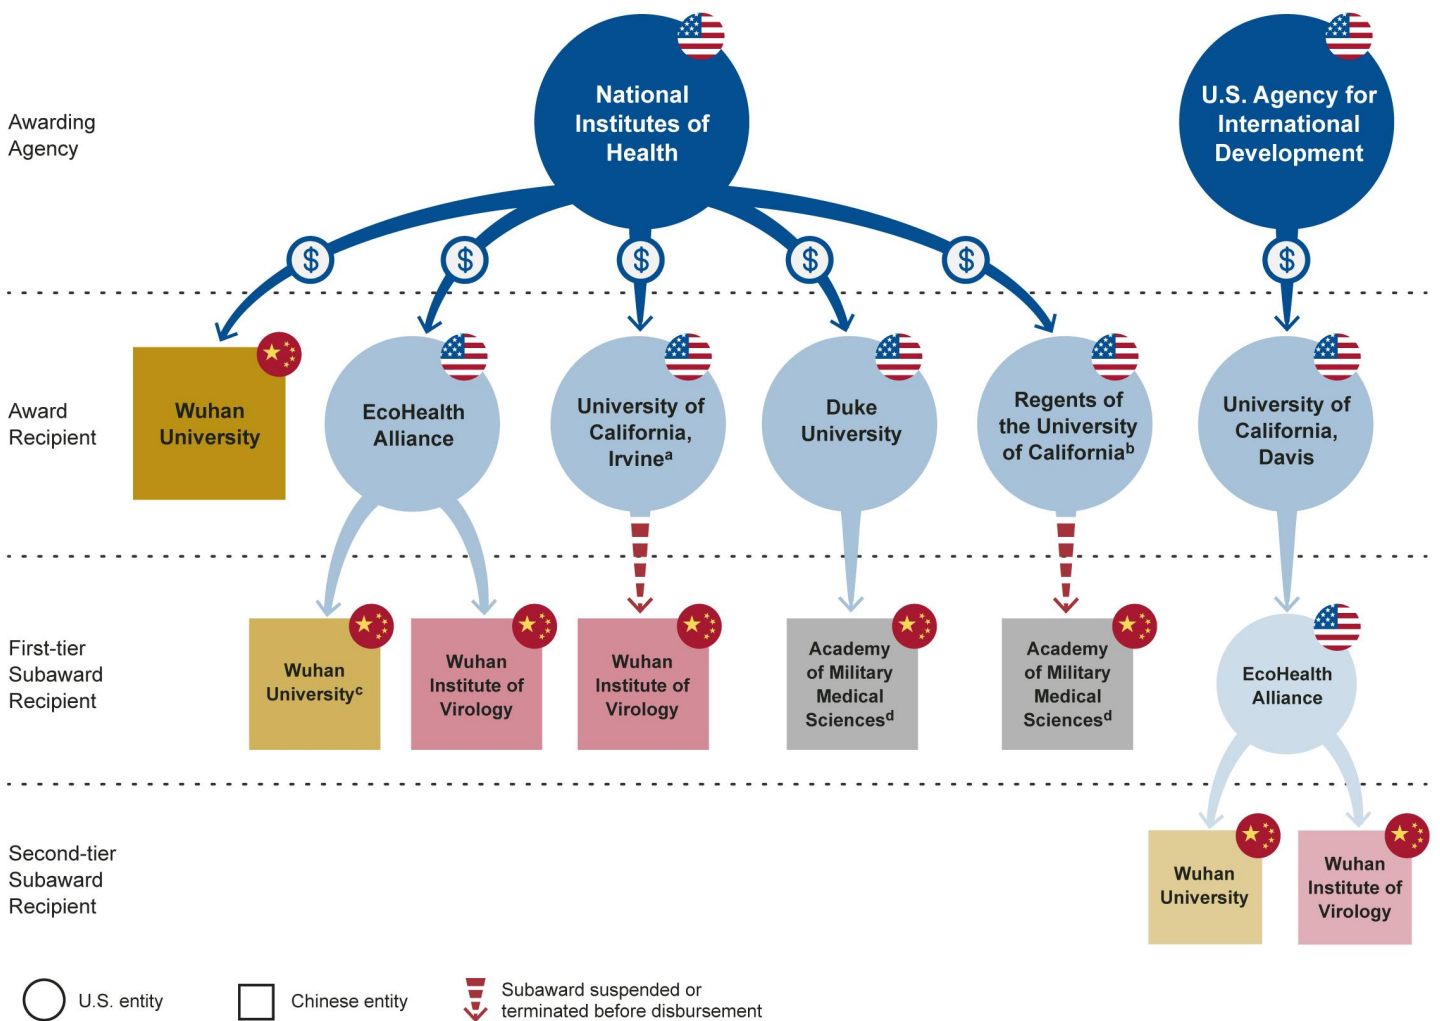 National
Institutes of
Health
U.S. Agency for
International
Development
Awarding
Agency
$
$
$
$
$
$
Award
Recipient
Wuhan
University
EcoHealth
Alliance
University of
California,
Irvineᵃ
Duke
University
Regents of
the University
of Californiaᵇ
University of
California,
Davis
First-tier
Subaward
Recipient
Wuhan
Universityᶜ
Wuhan
Institute of
Virology
Wuhan
Institute of
Virology
Academy
of Military
Medical
Sciencesᵈ
Academy
of Military
Medical
Sciencesᵈ
EcoHealth
Alliance
Second-tier
Subaward
Recipient
Wuhan
University
Wuhan
Institute of
Virology
U.S. entity
Chinese entity
Subaward suspended or
terminated before disbursement